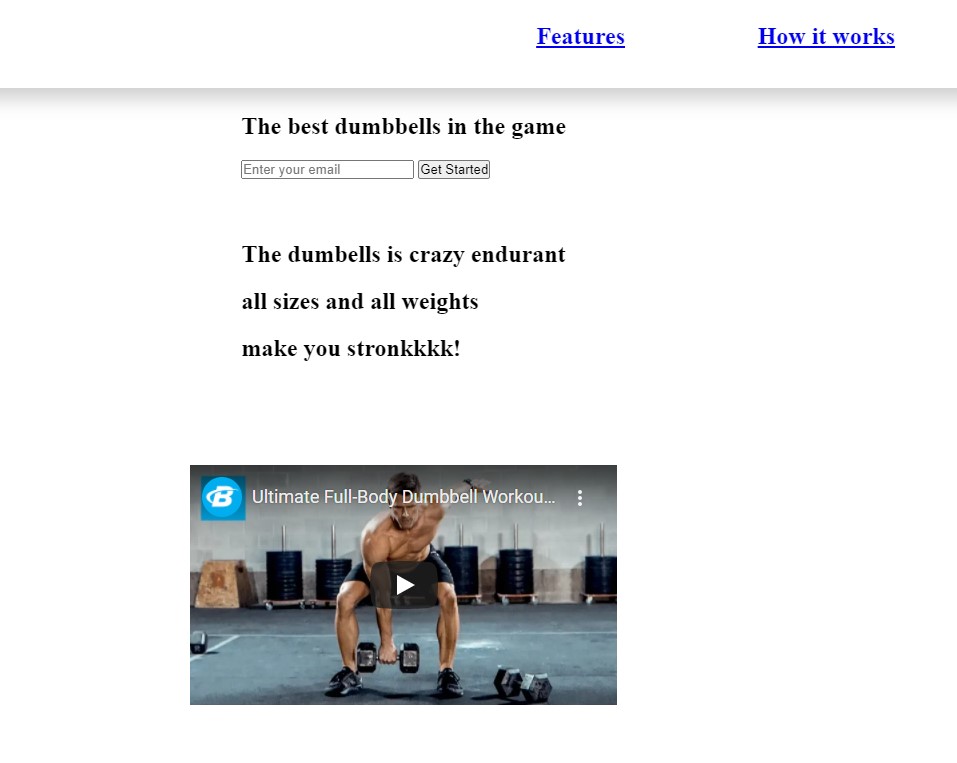 Features How it works
The best dumbbells in the game
Enter your email Get Started
The dumbells is crazy endurant
all sizes and all weights
make you stronkkkk!
B Ultimate Full-Body Dumbbell Workou...